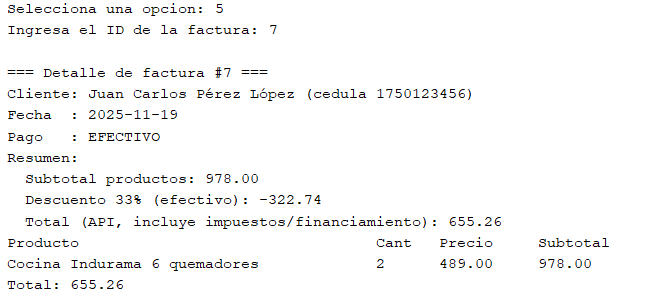 Selecciona una opcion: 5
Ingresa el ID de la factura: 7
=== Detalle de factura #7 ===
Cliente: Juan Carlos Pérez López (cedula 1750123456)
Fecha  : 2025-11-19
Pago   : EFECTIVO
Resumen:
  Subtotal productos: 978.00
  Descuento 33% (efectivo): -322.74
  Total (API, incluye impuestos/financiamiento): 655.26
Producto                                 Cant   Precio     Subtotal
Cocina Indurama 6 quemadores             2      489.00     978.00
Total: 655.26